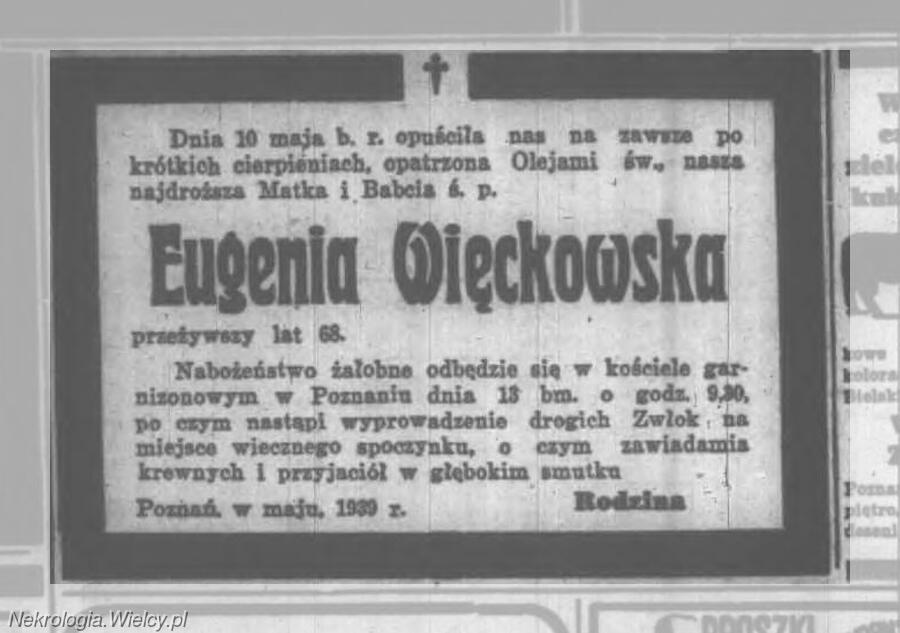 Dnia 10 maja b. r. opuściła nas na zawsze po
krótkich cierpieniach, opatrzona Olejami św., nasza
najdroższa Matka i Babcia ś. p.
Eugenia Więckowska
przeżywszy lat 68.
Nabożeństwo żałobne odbędzie się w kościele gar-
nizonowym w Poznaniu dnia 13 bm. o godz. 9,30,
po czym nastąpi wyprowadzenie drogich Zwłok na
miejsce wiecznego spoczynku, o czym zawiadamia
krewnych i przyjaciół w głębokim smutku
Poznań, w maju, 1939 r. Rodzina
Nekrologia.Wielcy.pl